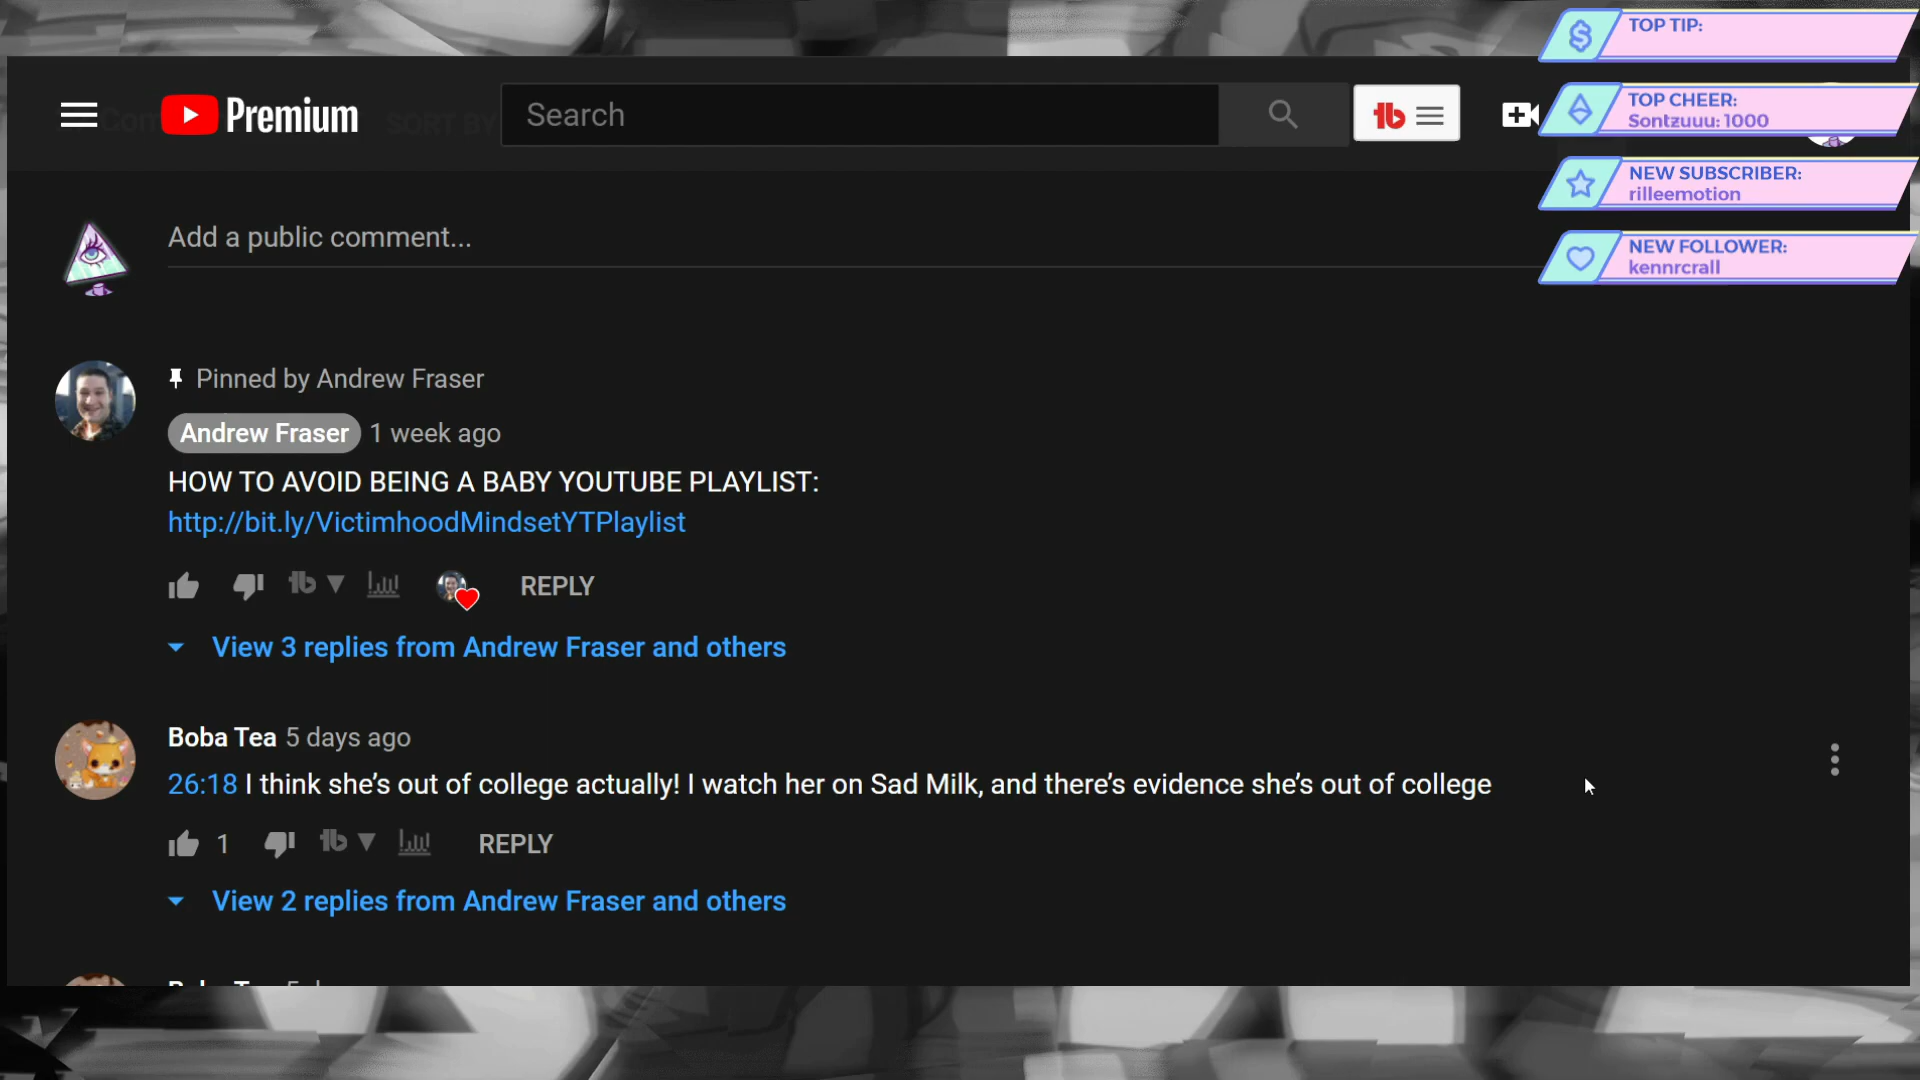 TOP TIP:
Premium
SORT BY
Search
TOP CHEER:
Sontzuuu: 1000
NEW SUBSCRIBER:
rilleemotion
Add a public comment...
NEW FOLLOWER:
kennrcrall
Pinned by Andrew Fraser
Andrew Fraser 1 week ago
HOW TO AVOID BEING A BABY YOUTUBE PLAYLIST:
http://bit.ly/VictimhoodMindsetYTPlaylist
REPLY
View 3 replies from Andrew Fraser and others
Boba Tea 5 days ago
26:18 I think she’s out of college actually! I watch her on Sad Milk, and there’s evidence she’s out of college
1 REPLY
View 2 replies from Andrew Fraser and others